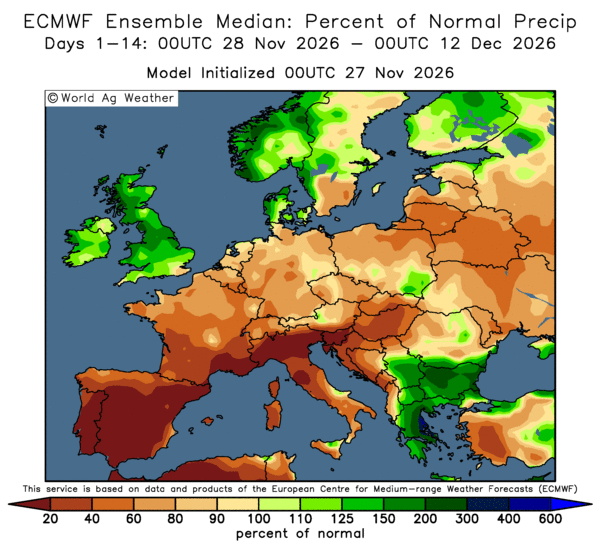 ECMWF Ensemble Median: Percent of Normal Precip
Days 1−14: 00UTC 28 Nov 2026 − 00UTC 12 Dec 2026
Model Initialized 00UTC 27 Nov 2026
©World Ag Weather
This service is based on data and products of the European Centre for Medium-range Weather Forecasts (ECMWF)
20 40 60 80 90 100 110 125 150 200 300 400 600
percent of normal